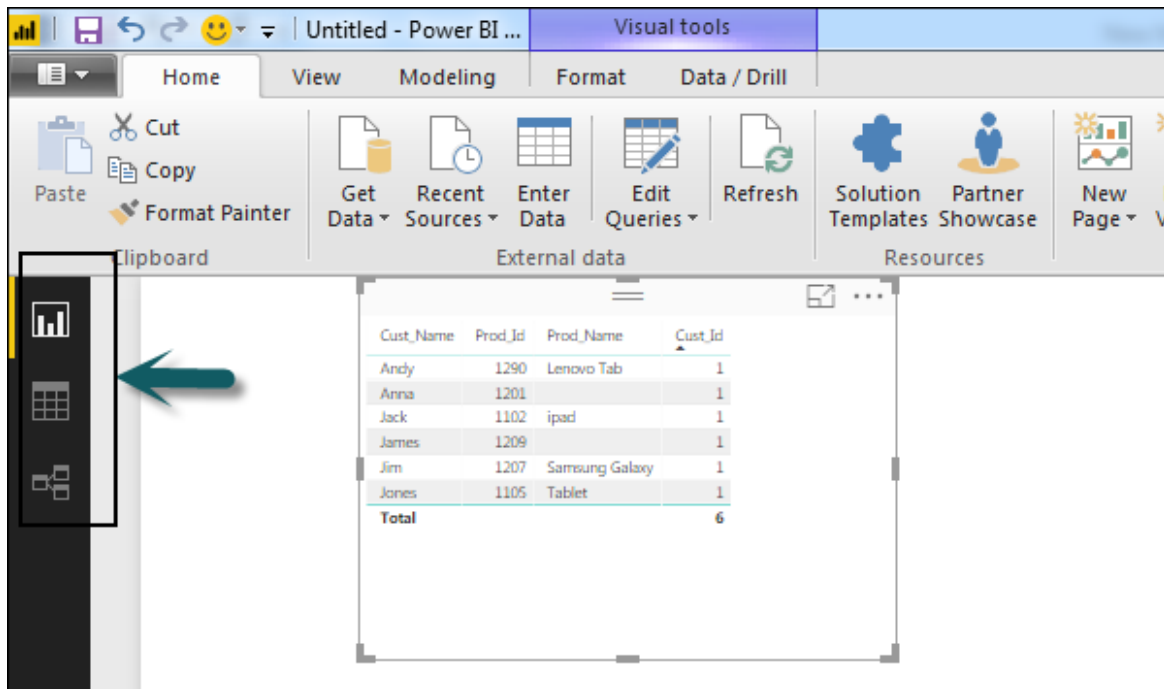 Untitled - Power BI ... Visual tools
Home View Modeling Format Data / Drill
Cut
Copy
Format Painter
Paste
Get Data
Recent Sources
Enter Data
Edit Queries
Refresh
Solution Templates
Partner Showcase
New Page
Clipboard External data Resources
Cust_Name Prod_Id Prod_Name Cust_Id
Andy 1290 Lenovo Tab 1
Anna 1201 1
Jack 1102 ipad 1
James 1209 1
Jim 1207 Samsung Galaxy 1
Jones 1105 Tablet 1
Total 6